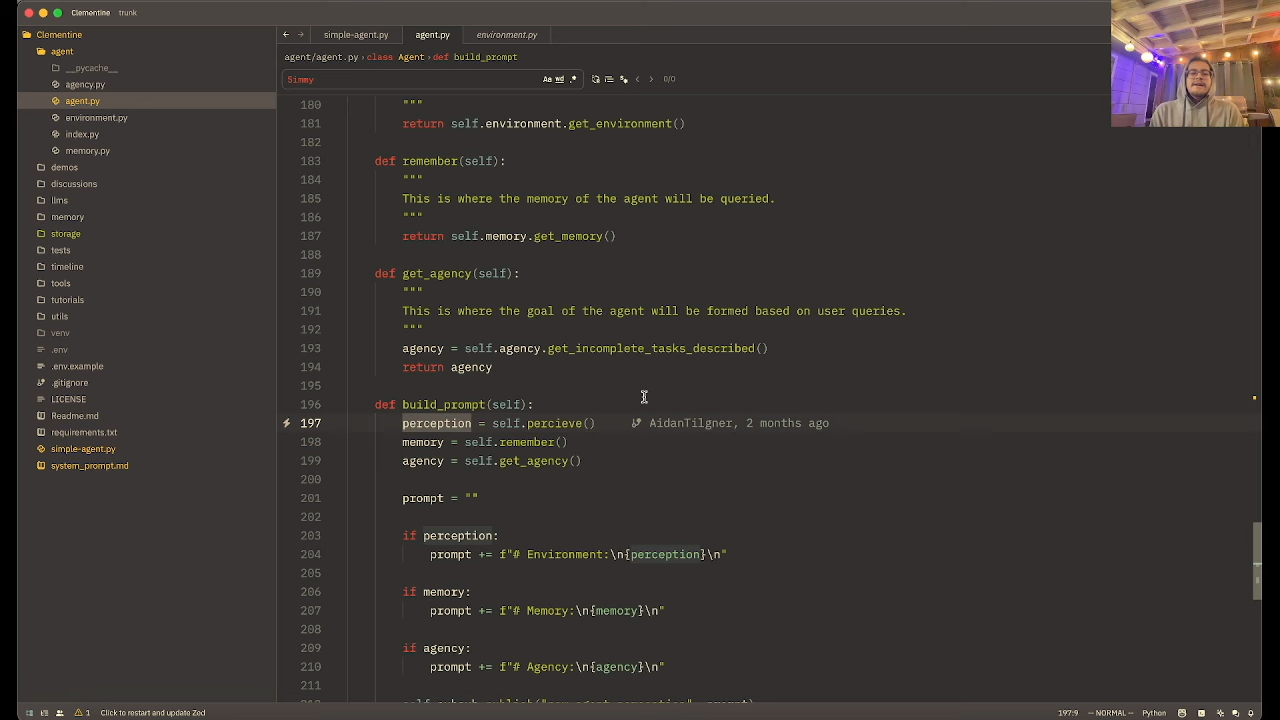 Clementine trunk
Clementine
agent
__pycache__
agency.py
agent.py
environment.py
index.py
memory.py
demos
discussions
llms
memory
storage
tests
timeline
tools
tutorials
utils
venv
.env
.env.example
.gitignore
LICENSE
Readme.md
requirements.txt
simple-agent.py
system_prompt.md
simple-agent.py agent.py environment.py
agent/agent.py › class Agent › def build_prompt
Simmy Aa wd .* 0/0
180 """
181 return self.environment.get_environment()
182
183 def remember(self):
184 """
185 This is where the memory of the agent will be queried.
186 """
187 return self.memory.get_memory()
188
189 def get_agency(self):
190 """
191 This is where the goal of the agent will be formed based on user queries.
192 """
193 agency = self.agency.get_incomplete_tasks_described()
194 return agency
195
196 def build_prompt(self):
197 perception = self.percieve() AidanTilgner, 2 months ago
198 memory = self.remember()
199 agency = self.get_agency()
200
201 prompt = ""
202
203 if perception:
204 prompt += f"# Environment:\n{perception}\n"
205
206 if memory:
207 prompt += f"# Memory:\n{memory}\n"
208
209 if agency:
210 prompt += f"# Agency:\n{agency}\n"
211
1 Click to restart and update Zed 197:9 -- NORMAL -- Python